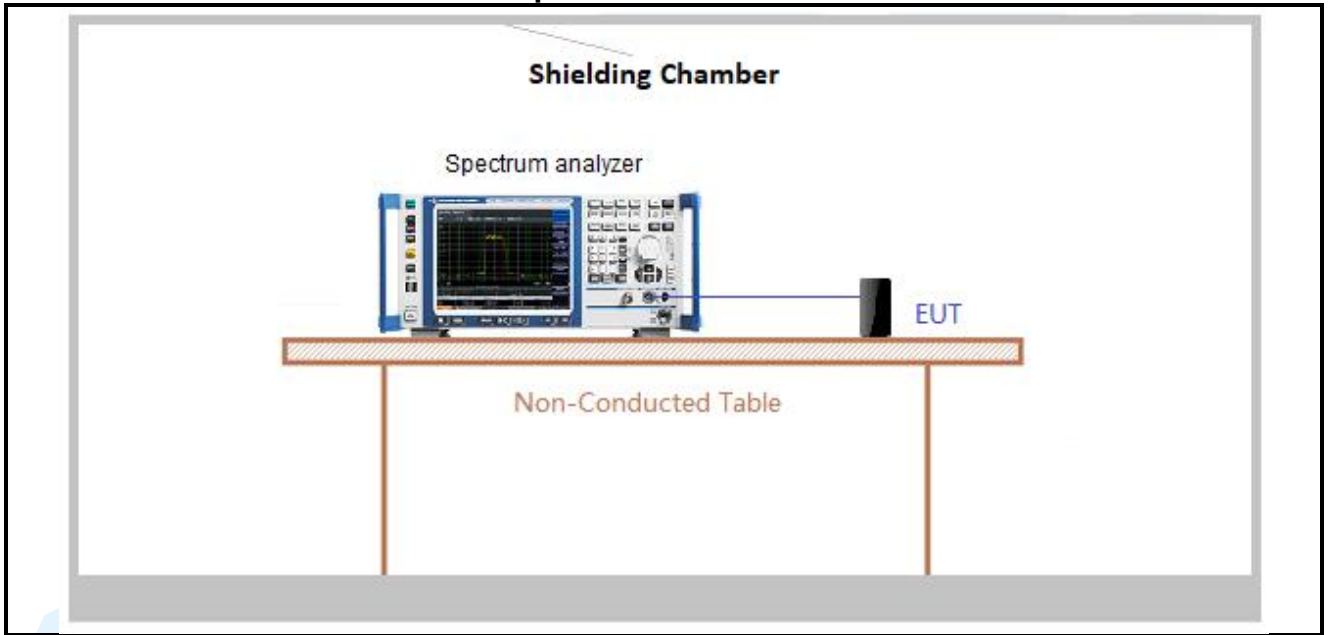 Shielding Chamber
Spectrum analyzer
EUT
Non-Conducted Table